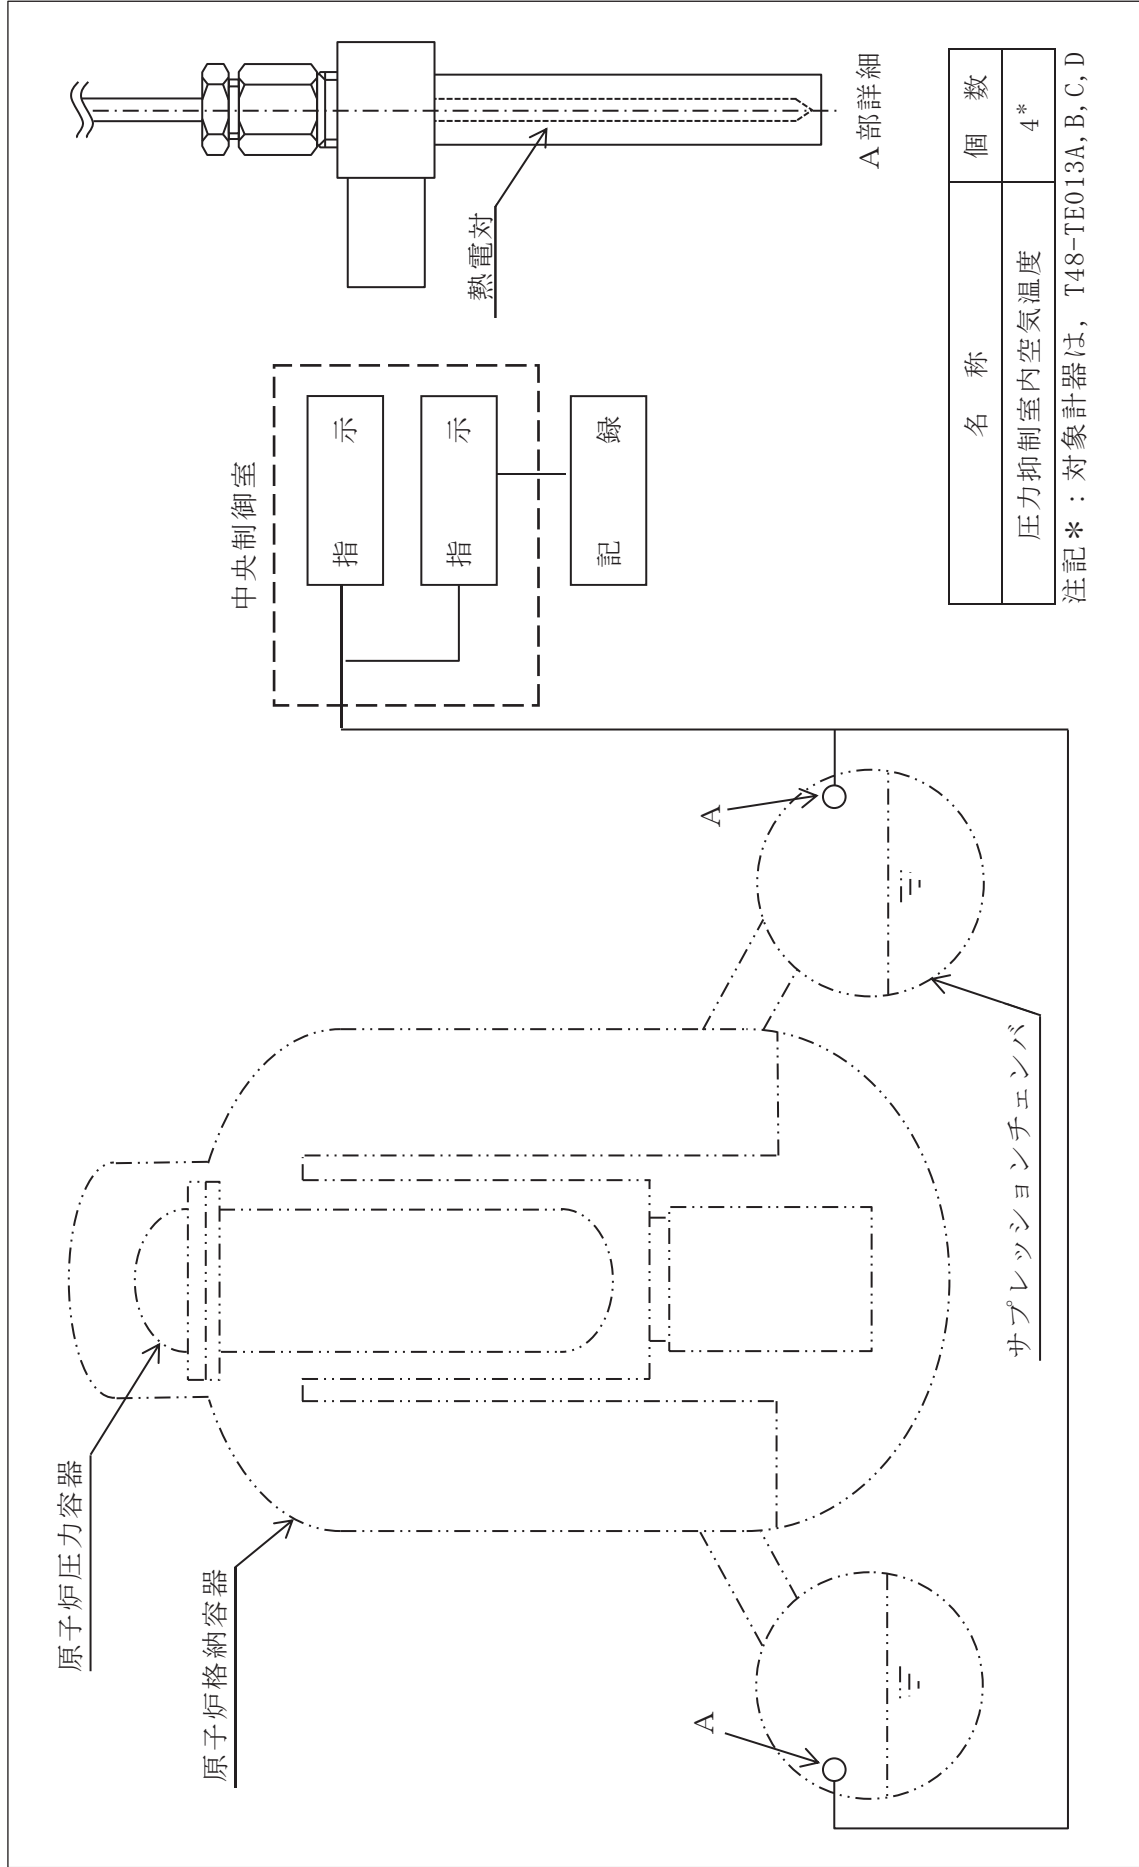 原子炉圧力容器
原子炉格納容器
A
A
サプレッションチェンバ
中央制御室
指示
指示
記録
熱電対
A部詳細
名称 個数
圧力抑制室内空気温度 4*
注記*：対象計器は，T48-TE013A,B,C,D